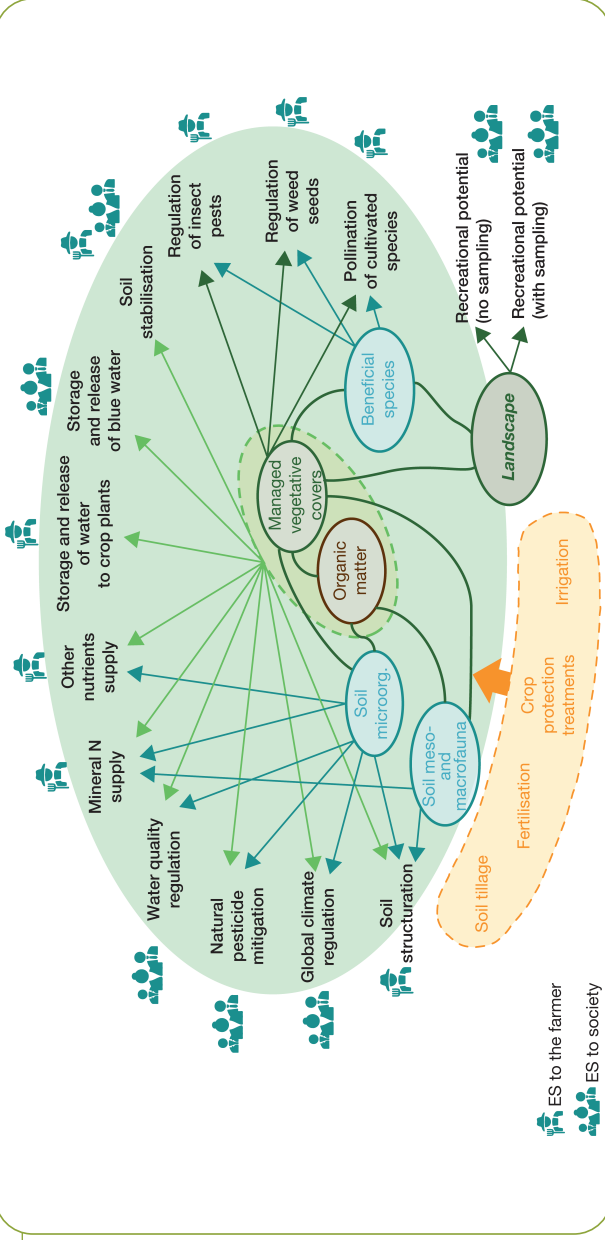 Soil
structuration
Global climate
regulation
Natural
pesticide
mitigation
Water quality
regulation
Mineral N
supply
Other
nutrients
supply
Storage and release
of water
to crop plants
Storage
and release
of blue water
Soil
stabilisation
Regulation
of insect
pests
Regulation
of weed
seeds
Pollination
of cultivated
species
Recreational potential
(no sampling)
Recreational potential
(with sampling)
Managed
vegetative
covers
Organic
matter
Beneficial
species
Soil
microorg.
Soil meso-
and
macrofauna
Landscape
Soil tillage
Fertilisation
Crop
protection
treatments
Irrigation
ES to the farmer
ES to society